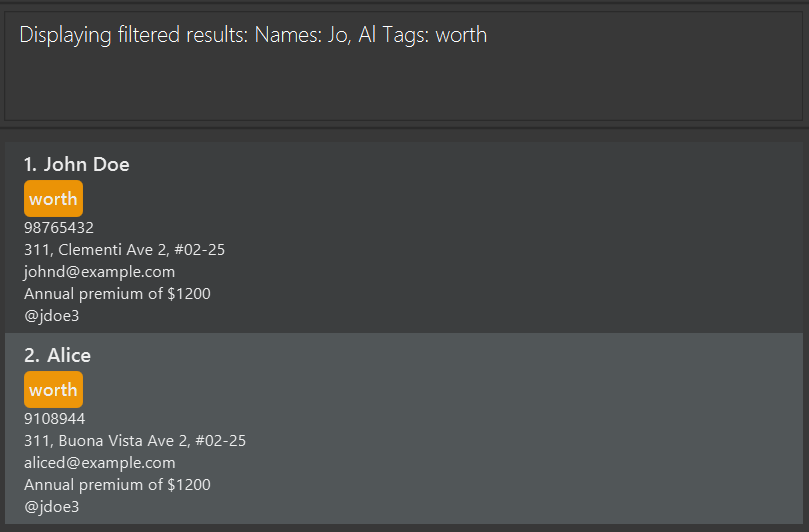 Displaying filtered results: Names: Jo, Al Tags: worth
1. John Doe
worth
98765432
311, Clementi Ave 2, #02-25
johnd@example.com
Annual premium of $1200
@jdoe3
2. Alice
worth
9108944
311, Buona Vista Ave 2, #02-25
aliced@example.com
Annual premium of $1200
@jdoe3